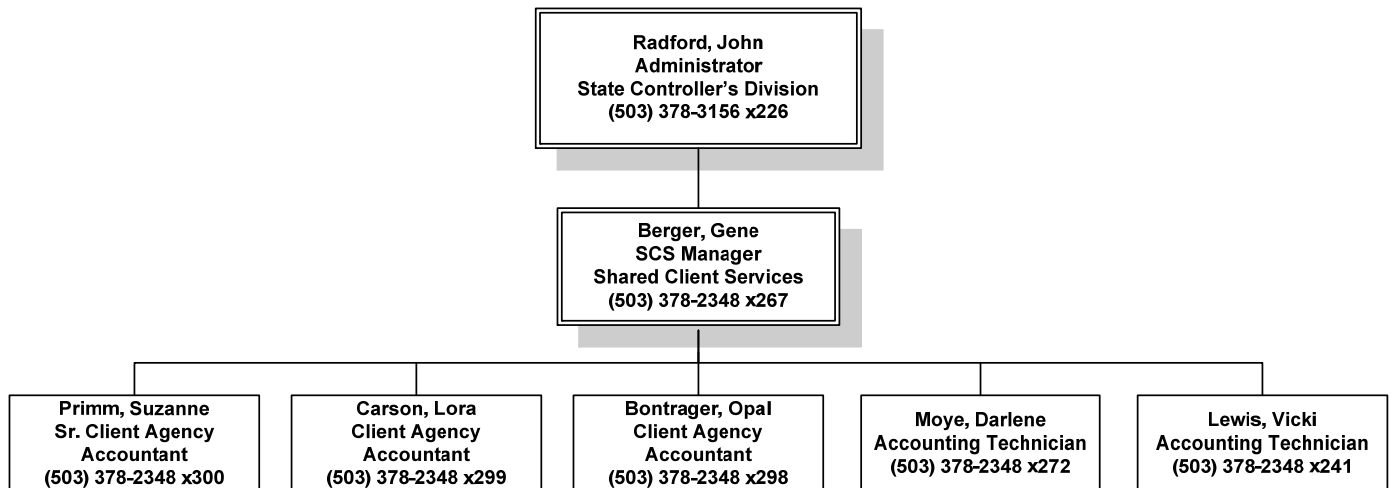 Radford, John
Administrator
State Controller's Division
(503) 378-3156 x226
Berger, Gene
SCS Manager
Shared Client Services
(503) 378-2348 x267
Primm, Suzanne
Sr. Client Agency
Accountant
(503) 378-2348 x300
Carson, Lora
Client Agency
Accountant
(503) 378-2348 x299
Bontrager, Opal
Client Agency
Accountant
(503) 378-2348 x298
Moye, Darlene
Accounting Technician
(503) 378-2348 x272
Lewis, Vicki
Accounting Technician
(503) 378-2348 x241